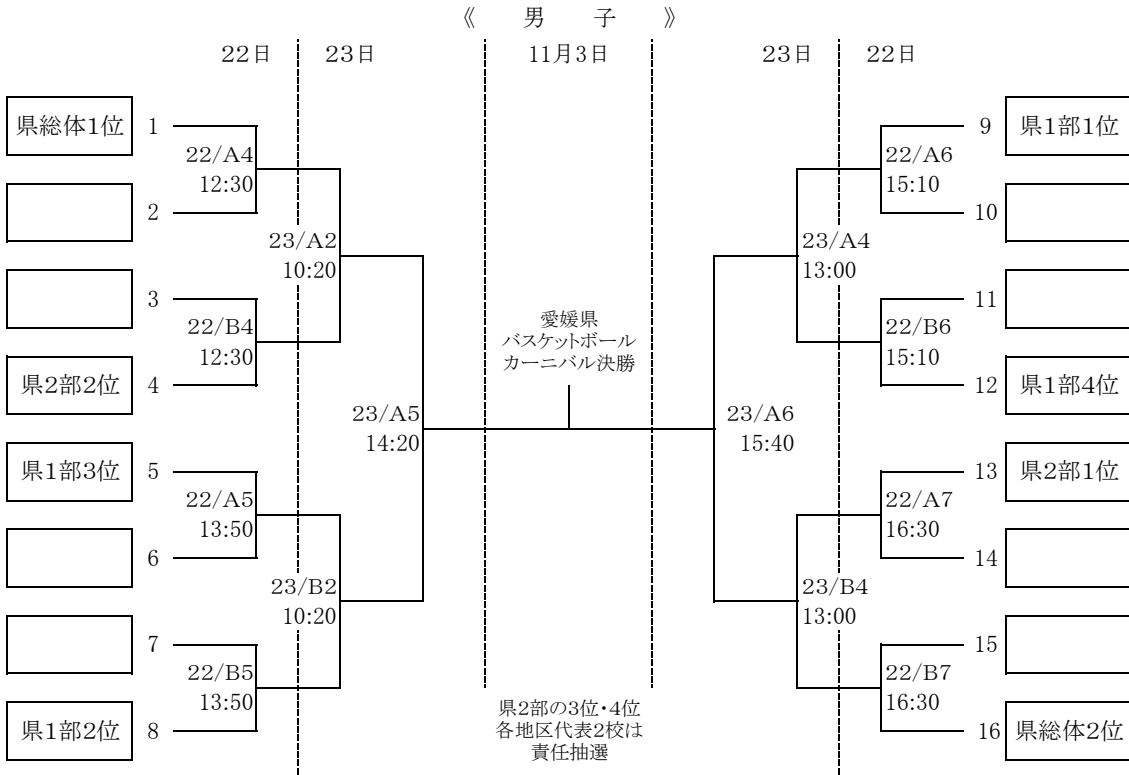 《 男 子 》
22日 23日 11月3日 23日 22日
県総体1位 1
22/A4
12:30
2
23/A2
10:20
3
22/B4
12:30
県2部2位 4
23/A5
14:20
県1部3位 5
22/A5
13:50
6
23/B2
10:20
7
22/B5
13:50
県1部2位 8
愛媛県
バスケットボール
カーニバル決勝
県2部の3位・4位
各地区代表2校は
責任抽選
9 県1部1位
22/A6
15:10
10
23/A4
13:00
11
22/B6
15:10
12 県1部4位
23/A6
15:40
13 県2部1位
22/A7
16:30
14
23/B4
13:00
15
22/B7
16:30
16 県総体2位